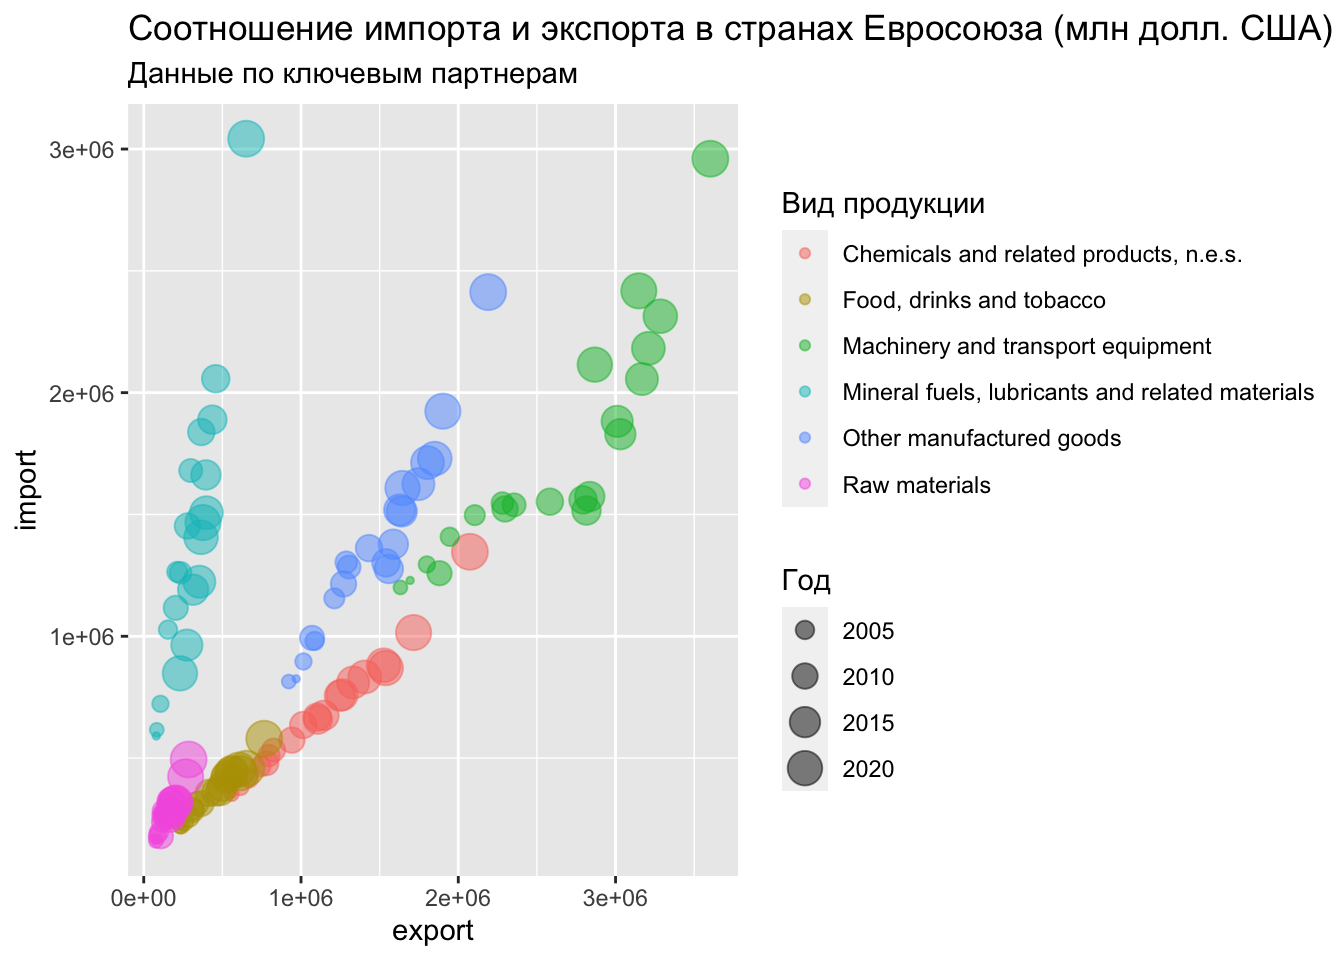 Соотношение импорта и экспорта в странах Евросоюза (млн долл. США)
Данные по ключевым партнерам
3e+06
2e+06
1e+06
import
0e+00 1e+06 2e+06 3e+06
export
Вид продукции
Chemicals and related products, n.e.s.
Food, drinks and tobacco
Machinery and transport equipment
Mineral fuels, lubricants and related materials
Other manufactured goods
Raw materials
Год
2005
2010
2015
2020